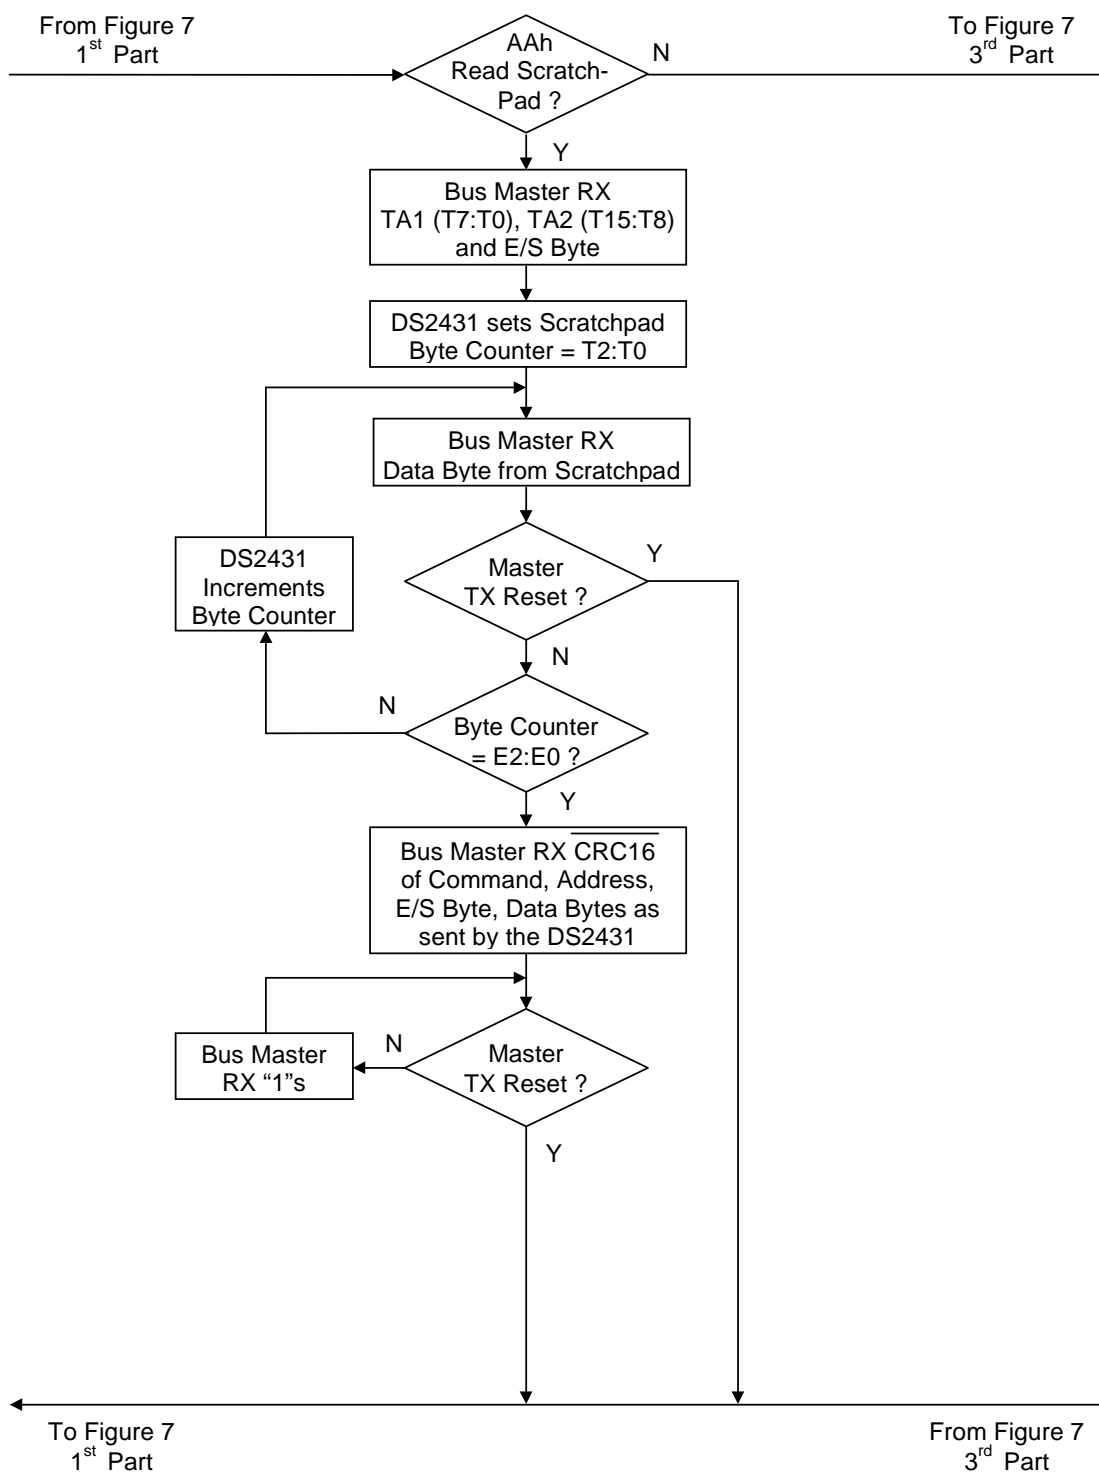 From Figure 7
1st Part
To Figure 7
3rd Part
AAh
Read Scratch-
Pad ?
N
Y
Bus Master RX
TA1 (T7:T0), TA2 (T15:T8)
and E/S Byte
DS2431 sets Scratchpad
Byte Counter = T2:T0
Bus Master RX
Data Byte from Scratchpad
DS2431
Increments
Byte Counter
Master
TX Reset ?
Y
N
N
Byte Counter
= E2:E0 ?
Y
Bus Master RX CRC16
of Command, Address,
E/S Byte, Data Bytes as
sent by the DS2431
Bus Master
RX “1”s
N
Master
TX Reset ?
Y
To Figure 7
1st Part
From Figure 7
3rd Part